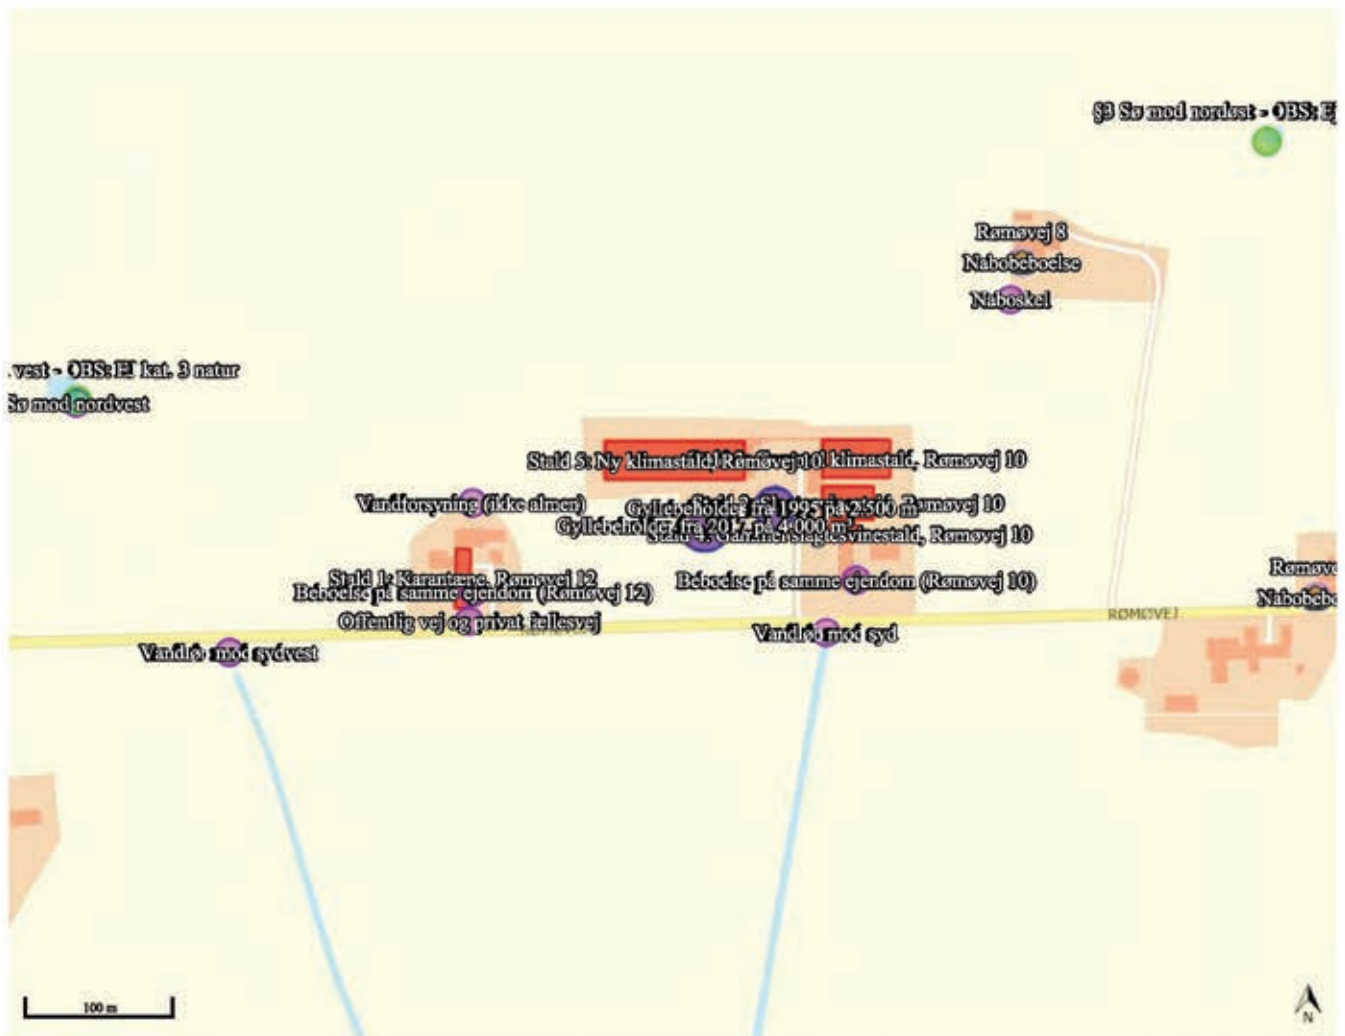 §3 Sø mod nordøst - OBS: Ej
Rømøvej 8
Nabobeboelse
Naboskel
vest - OBS: Ej kat. 3 natur
Sø mod nordvest
Stald 5: Ny klimastald, Rømøvej 10
klimastald, Rømøvej 10
Vandforsyning (ikke almen)
Rømøvej 10
Gyllebeholder fra 1995 på 2.500 m³
Gyllebeholder fra 2017 på 4.000 m³
Stald 4: slagtesvinestald, Rømøvej 10
Stald 1: Karantæne, Rømøvej 12
Beboelse på samme ejendom (Rømøvej 12)
Beboelse på samme ejendom (Rømøvej 10)
Rømøve
Nabobebo
Offentlig vej og privat fællesvej
RØMØVEJ
Vandløb mod sydvest
Vandløb mod syd
100 m
N